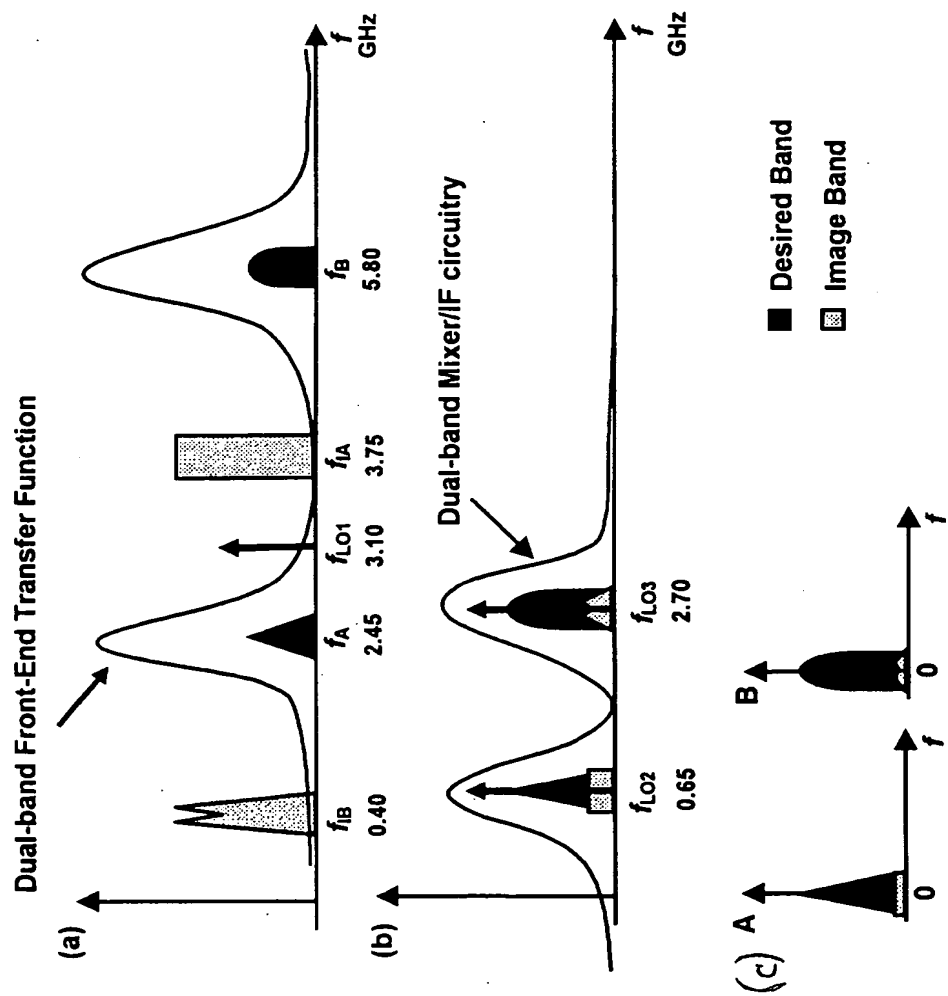 (a)
Dual-band Front-End Transfer Function
fIB
0.40
fA
2.45
fLO1
3.10
fIA
3.75
fB
5.80
f
GHz
(b)
Dual-band Mixer/IF circuitry
fLO2
0.65
fLO3
2.70
f
GHz
(c)
A
0
f
B
0
f
Desired Band
Image Band